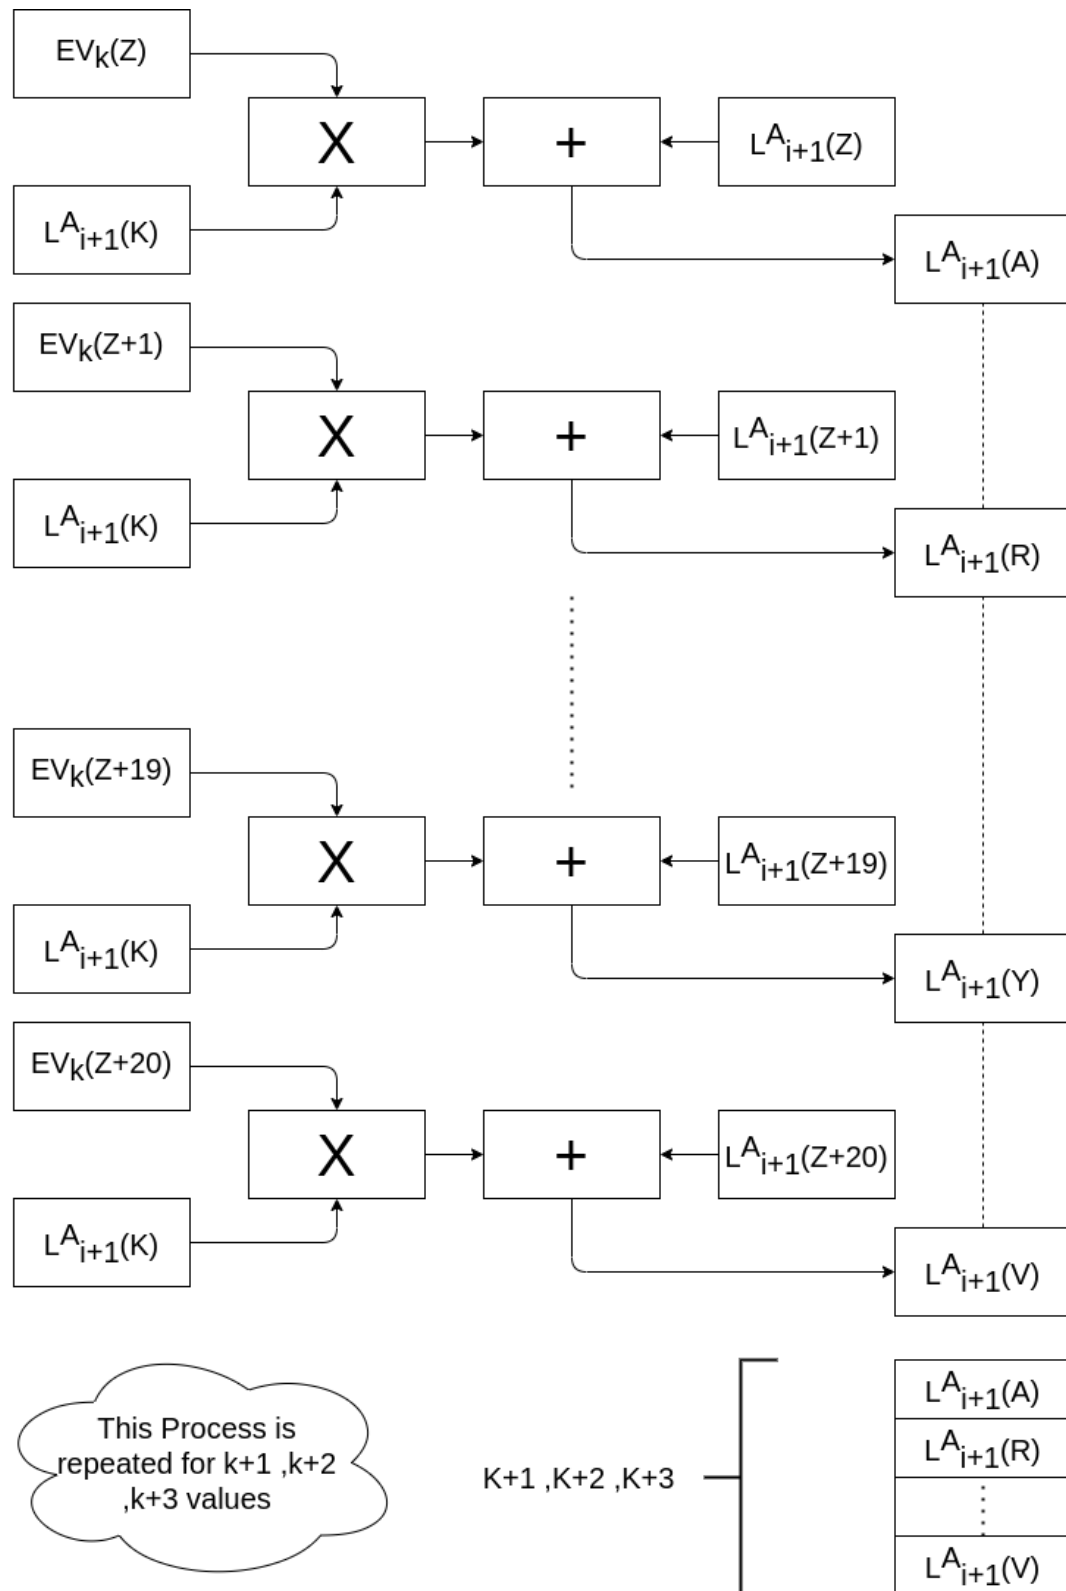 EVk(Z)
X
+
LAi+1(Z)
LAi+1(K)
LAi+1(A)
EVk(Z+1)
X
+
LAi+1(Z+1)
LAi+1(K)
LAi+1(R)
EVk(Z+19)
X
+
LAi+1(Z+19)
LAi+1(K)
LAi+1(Y)
EVk(Z+20)
X
+
LAi+1(Z+20)
LAi+1(K)
LAi+1(V)
This Process is
repeated for k+1 ,k+2
,k+3 values
K+1 ,K+2 ,K+3
LAi+1(A)
LAi+1(R)
LAi+1(V)